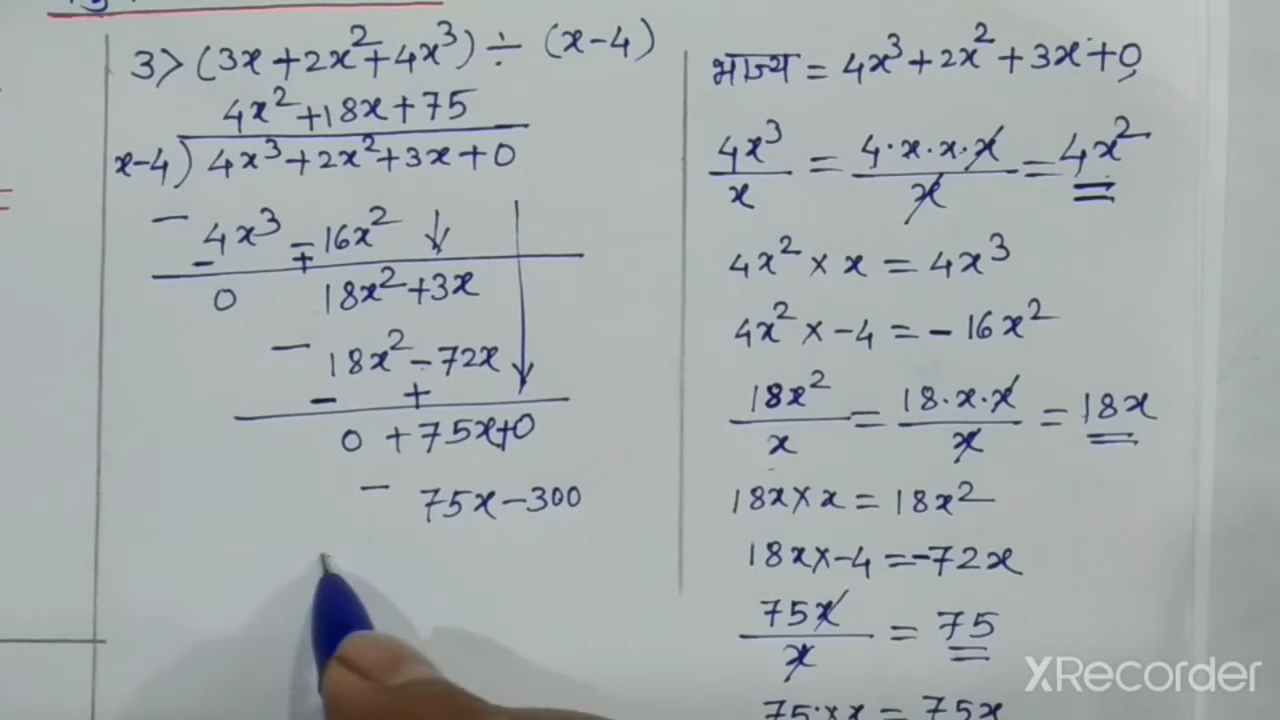 3> (3x+2x²+4x³) ÷ (x-4)
4x²+18x+75
x-4) 4x³+2x²+3x+0
- 4x³ - 16x² ↓
- +
0 18x²+3x
- 18x²-72x
- +
0 +75x+0
- 75x-300
भाज्य = 4x³+2x²+3x+0
4x³/x = 4·x·x·x/x = 4x²
4x² × x = 4x³
4x² × -4 = -16x²
18x²/x = 18·x·x/x = 18x
18x × x = 18x²
18x × -4 = -72x
75x/x = 75
75·×x = 75x
XRecorder